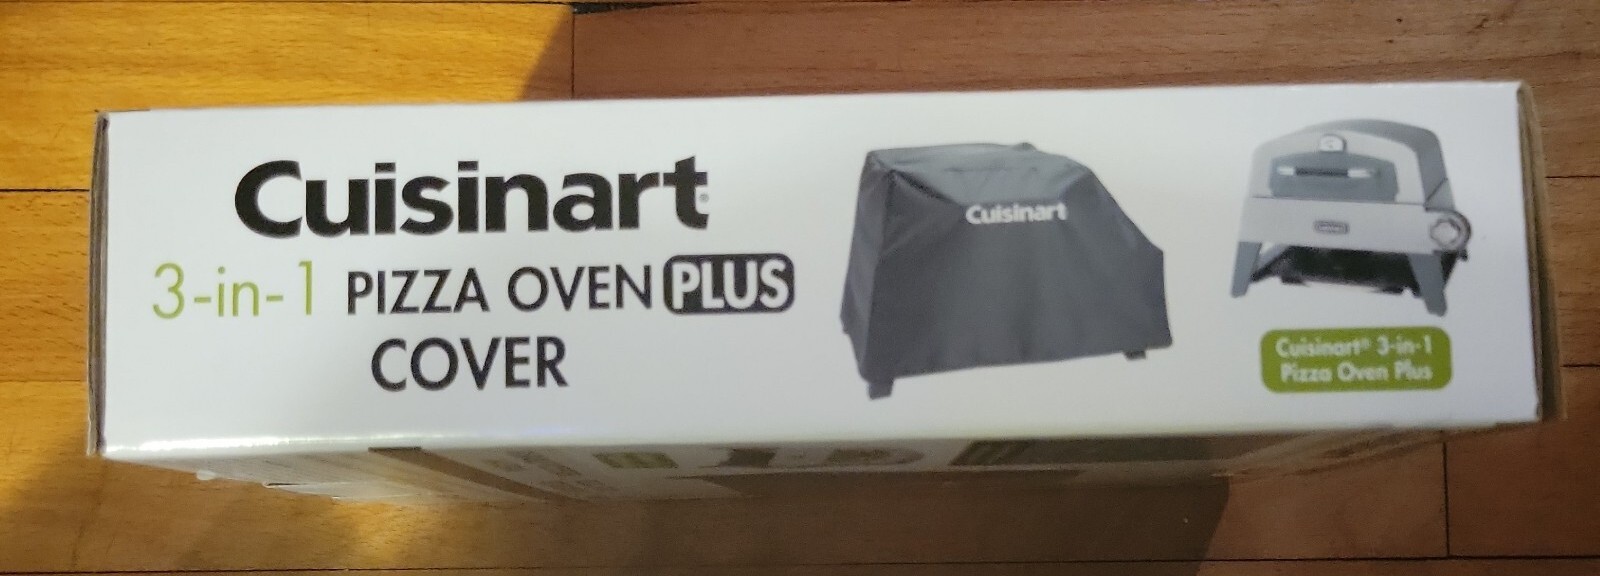 Cuisinart®
3-in-1 PIZZA OVEN PLUS
COVER
Cuisinart
Cuisinart® 3-in-1
Pizza Oven Plus